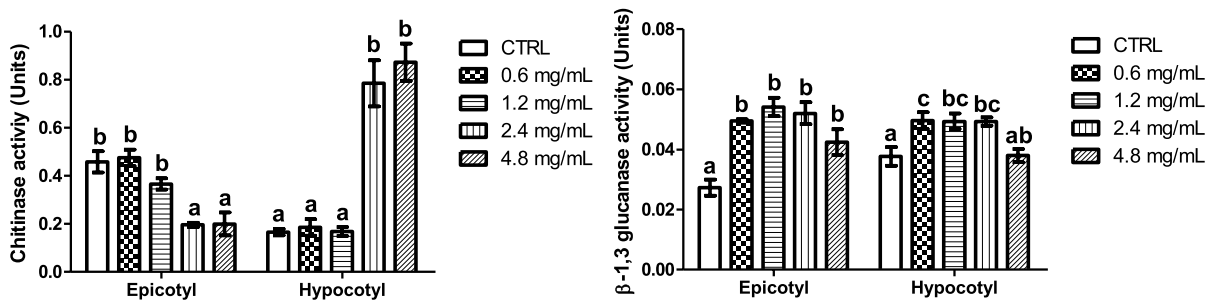 Chitinase activiy (Units)
1.0
0.8
0.6
0.4
0.2
0.0
b b b a a
a a a b b
Epicotyl Hypocotyl
CTRL
0.6 mg/mL
1.2 mg/mL
2.4 mg/mL
4.8 mg/mL
β-1,3 glucanase activity (Units)
0.08
0.06
0.04
0.02
0.00
a b b b b
a c bc bc ab
Epicotyl Hypocotyl
CTRL
0.6 mg/mL
1.2 mg/mL
2.4 mg/mL
4.8 mg/mL